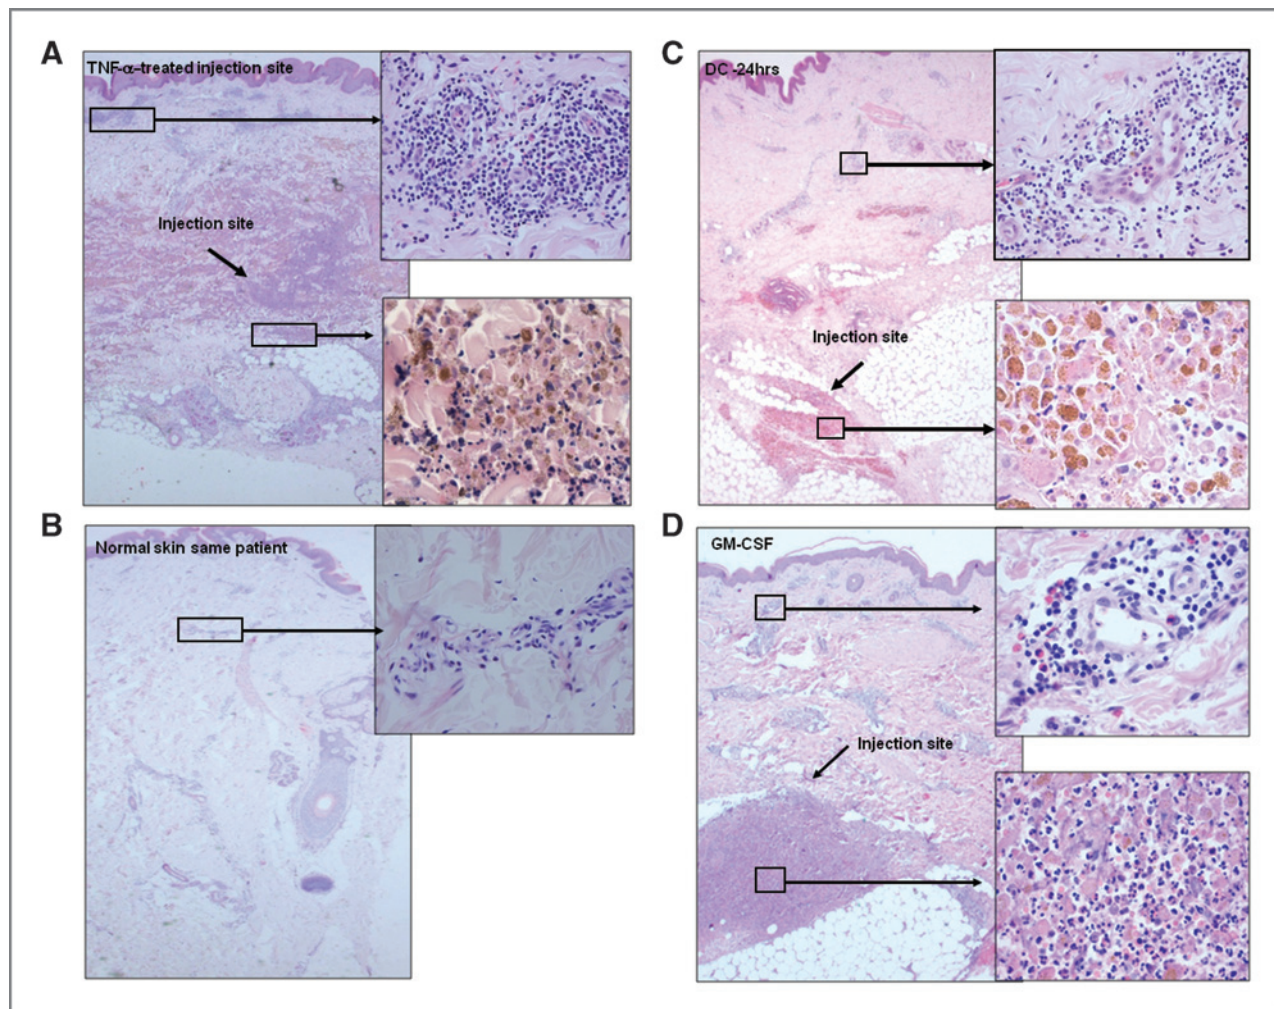 A
TNF-α–treated injection site
Injection site
B
Normal skin same patient
C
DC -24hrs
Injection site
D
GM-CSF
Injection site